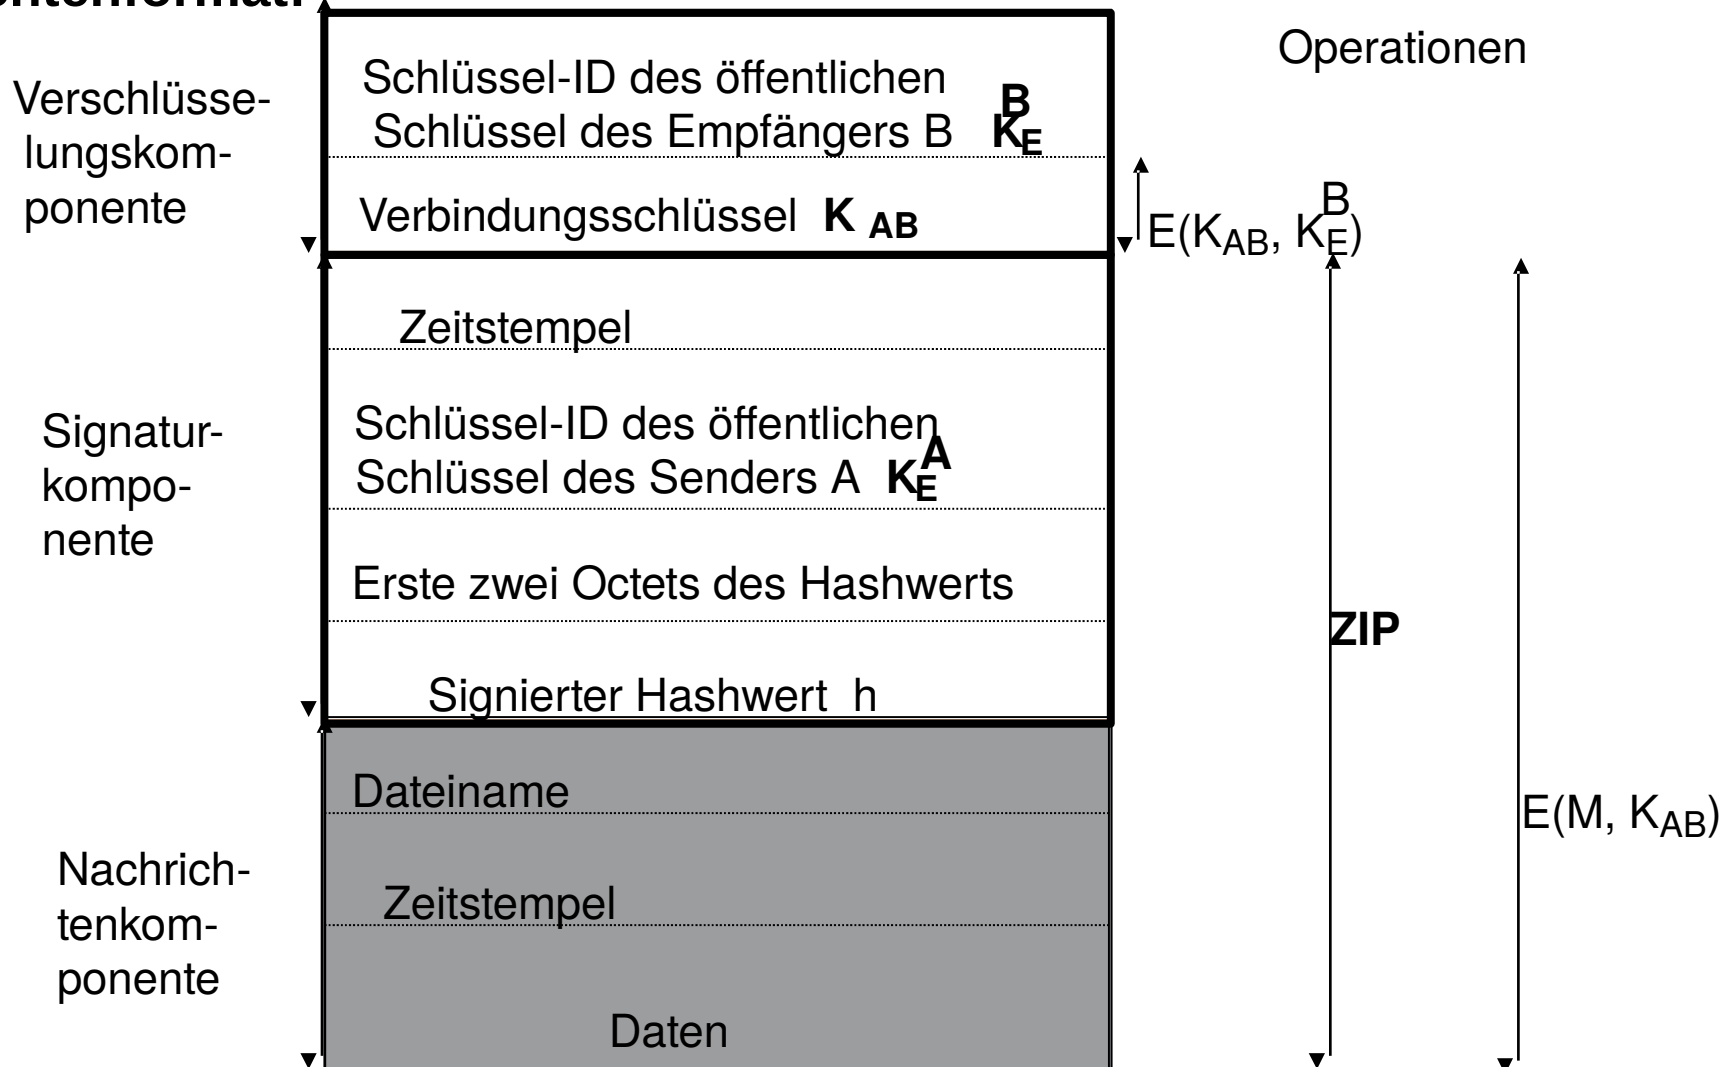 Operationen
Verschlüsse-
lungskom-
ponente
Schlüssel-ID des öffentlichen
Schlüssel des Empfängers B K_E^B
Verbindungsschlüssel K_AB
E(K_AB, K_E^B)
Signatur-
kompo-
nente
Zeitstempel
Schlüssel-ID des öffentlichen
Schlüssel des Senders A K_E^A
Erste zwei Octets des Hashwerts
Signierter Hashwert h
ZIP
E(M, K_AB)
Nachrich-
tenkom-
ponente
Dateiname
Zeitstempel
Daten